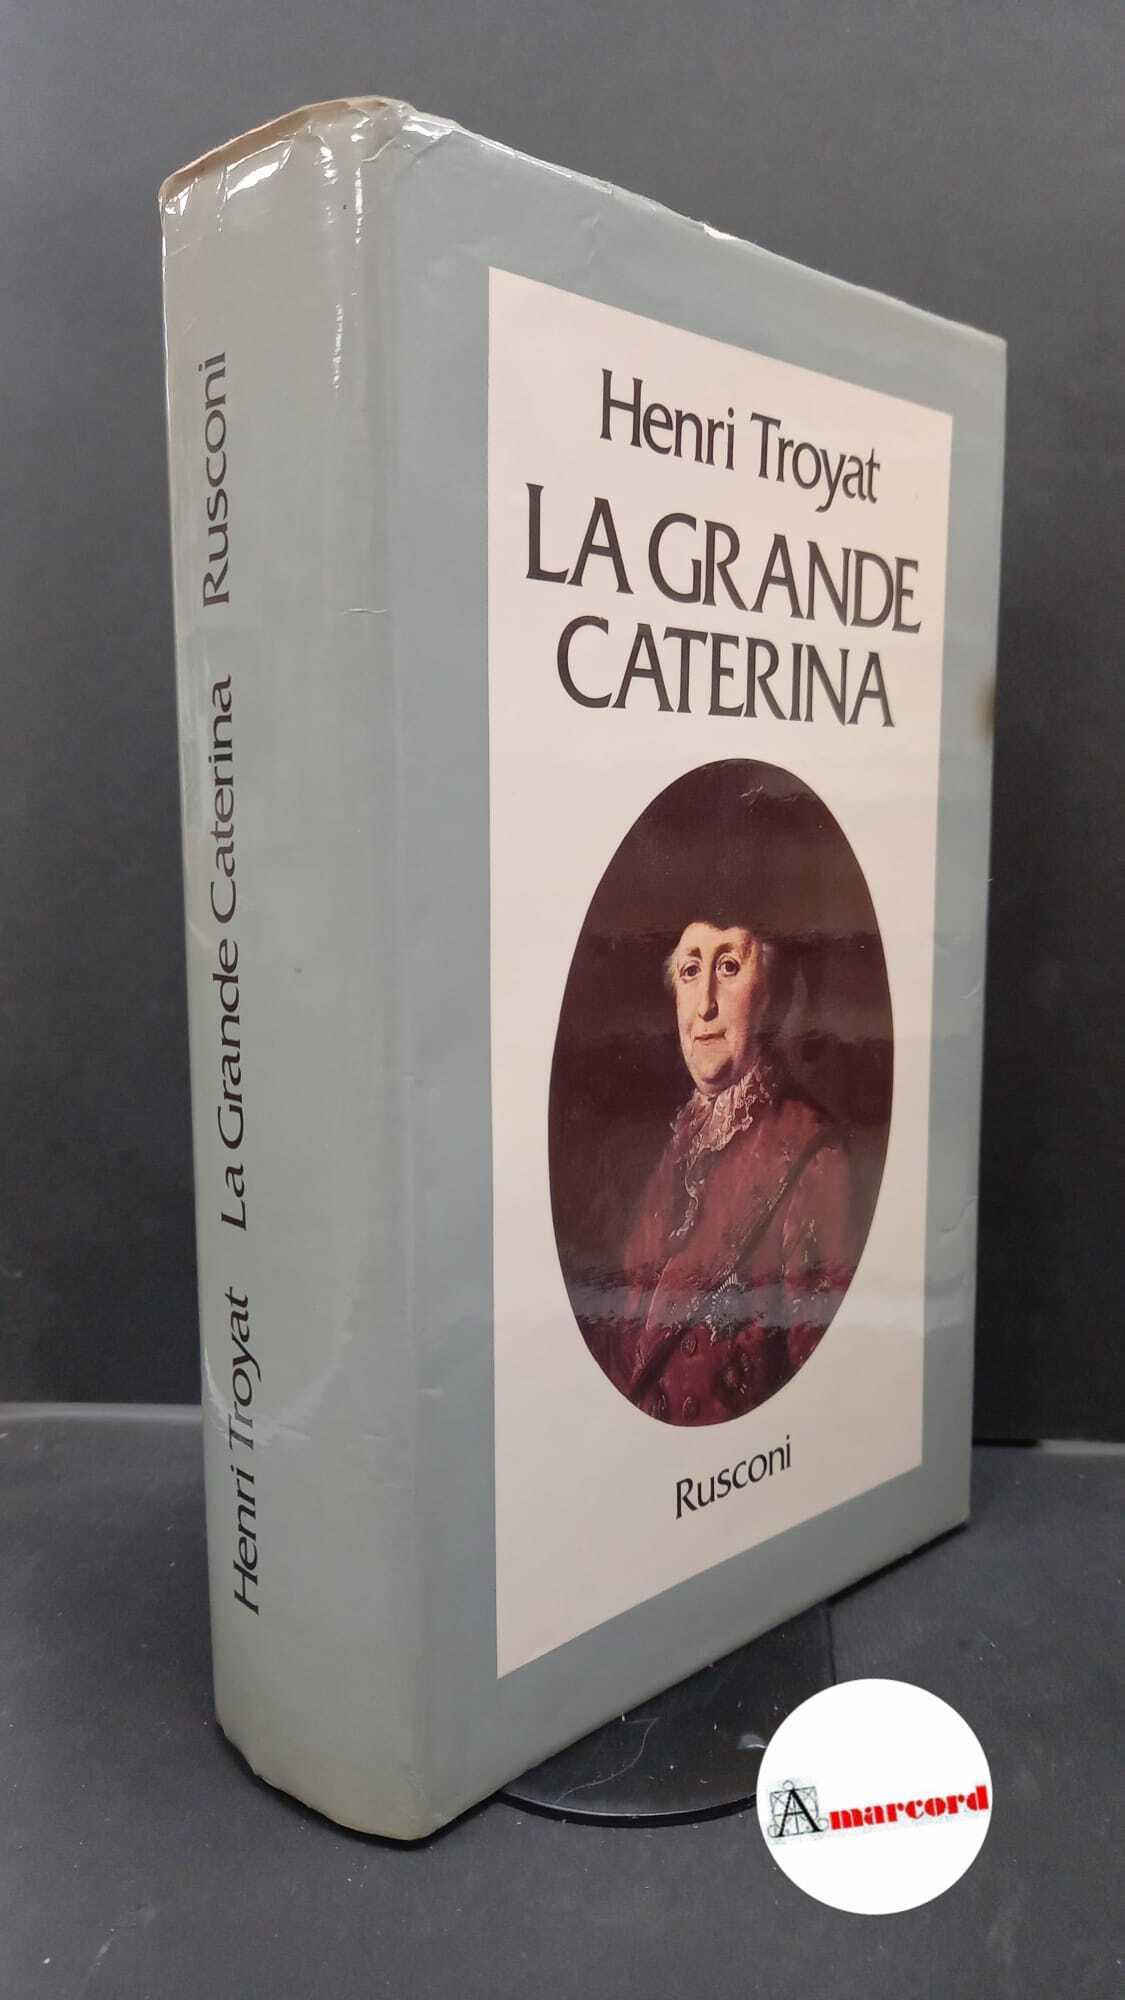 Henri Troyat La Grande Caterina Rusconi
Henri Troyat
LA GRANDE
CATERINA
Rusconi
Amarcord